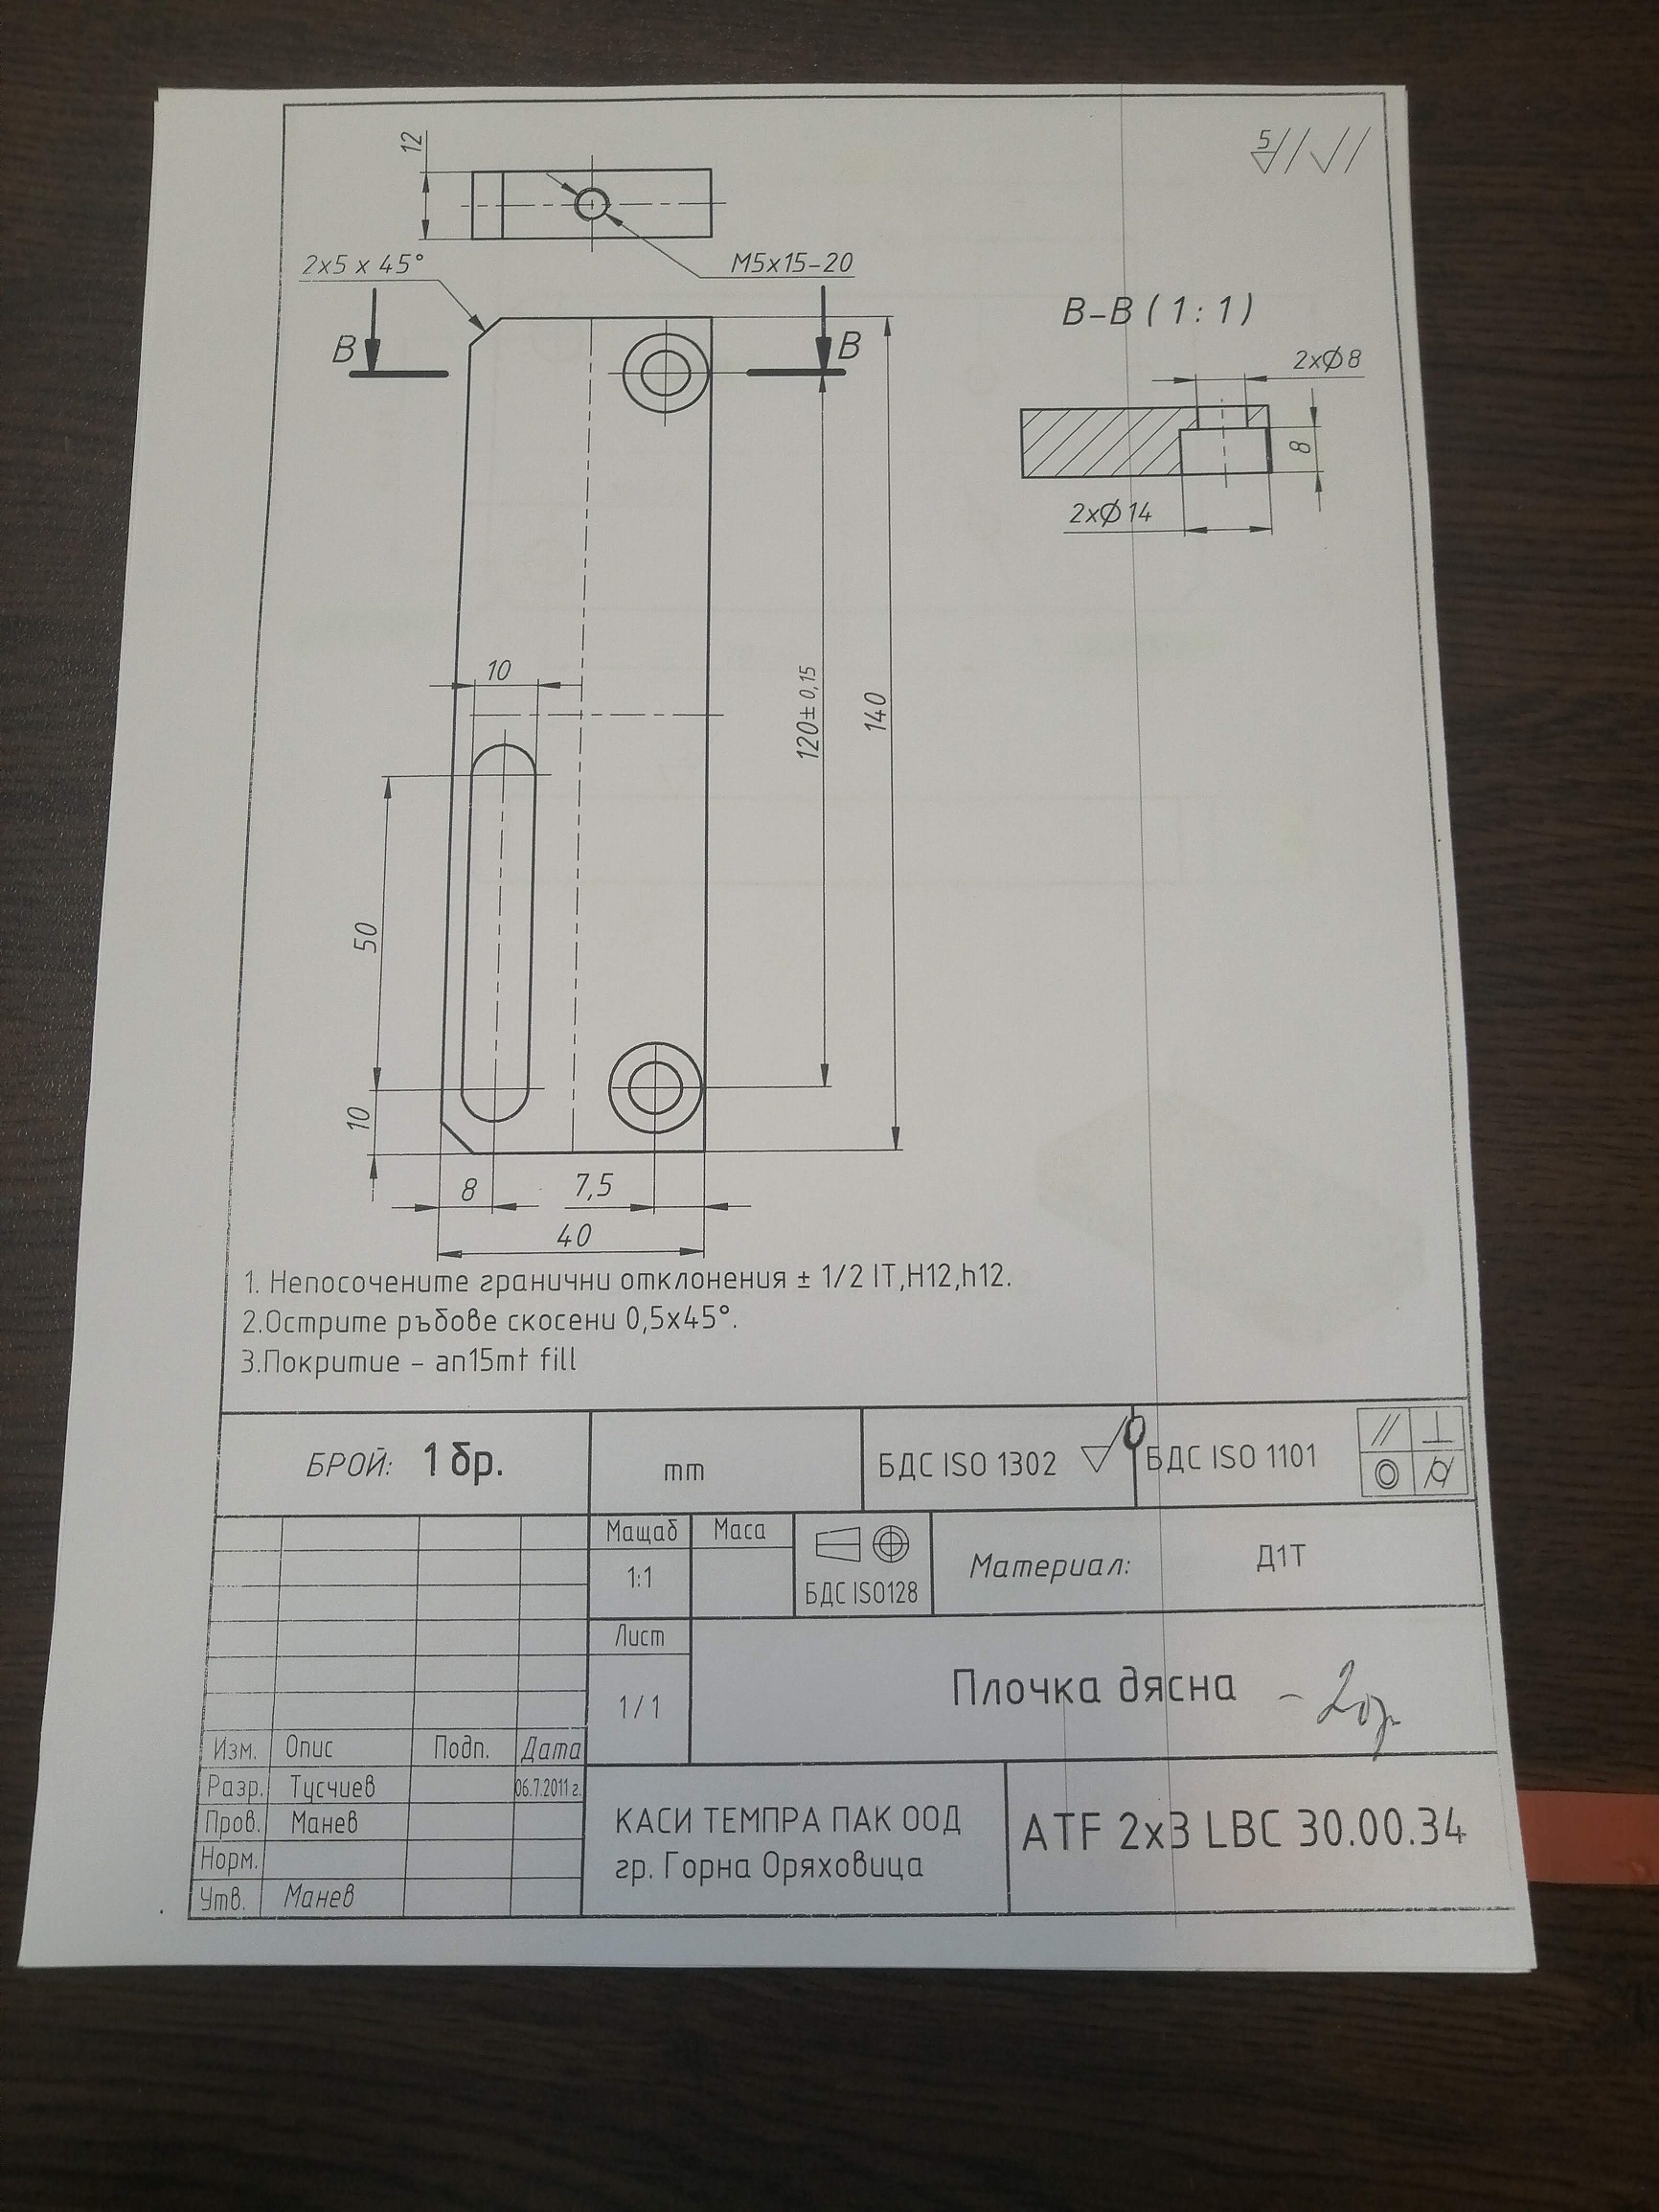 12
5
2x5 x 45°
M5x15-20
B
B
B-B ( 1 : 1 )
2xØ8
8
2xØ14
10
120± 0,15
140
50
10
8
7,5
40
1. Непосочените гранични отклонения ± 1/2 IT,H12,h12.
2.Острите ръбове скосени 0,5x45°.
3.Покритие - an15mt fill
БРОЙ: 1 бр.
mm
БДС ISO 1302
БДС ISO 1101
Мащаб
Маса
1:1
БДС ISO128
Материал:
Д1Т
Лист
1 / 1
Плочка дясна
Изм. Опис Подп. Дата
Разр. Тусчиев 06.7.2011 г.
Пров. Манев
Норм.
Утв. Манев
КАСИ ТЕМПРА ПАК ООД
гр. Горна Оряховица
ATF 2x3 LBC 30.00.34